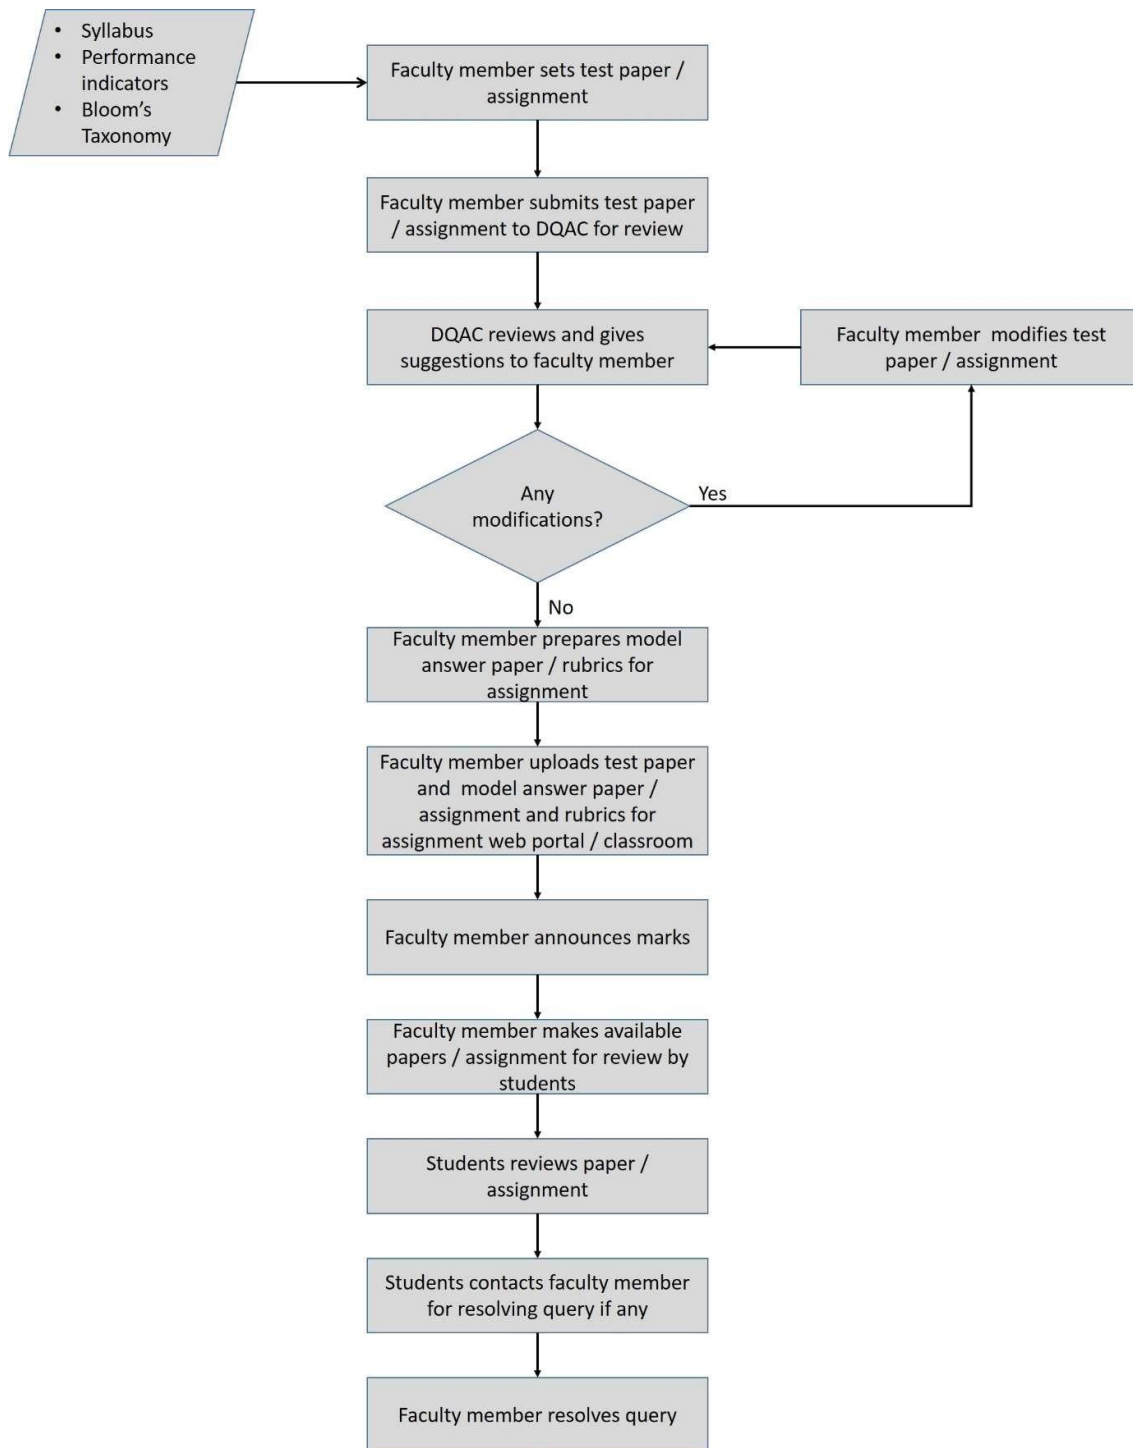 • Syllabus
• Performance
indicators
• Bloom's
Taxonomy
Faculty member sets test paper /
assignment
Faculty member submits test paper
/ assignment to DQAC for review
DQAC reviews and gives
suggestions to faculty member
Faculty member  modifies test
paper / assignment
Any
modifications?
Yes
No
Faculty member prepares model
answer paper / rubrics for
assignment
Faculty member uploads test paper
and  model answer paper /
assignment and rubrics for
assignment web portal / classroom
Faculty member announces marks
Faculty member makes available
papers / assignment for review by
students
Students reviews paper /
assignment
Students contacts faculty member
for resolving query if any
Faculty member resolves query